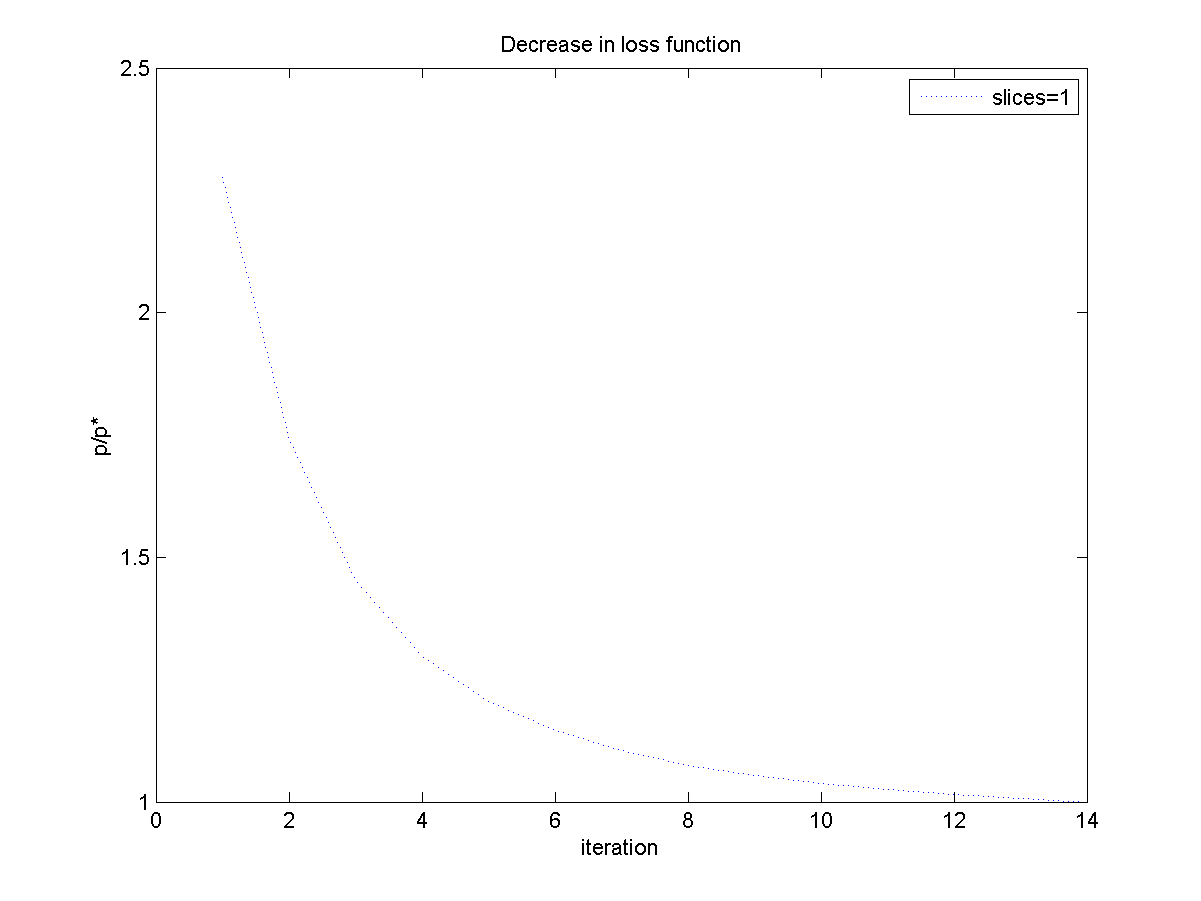 Decrease in loss function
slices=1
2.5
2
1.5
1
p/p*
0 2 4 6 8 10 12 14
iteration